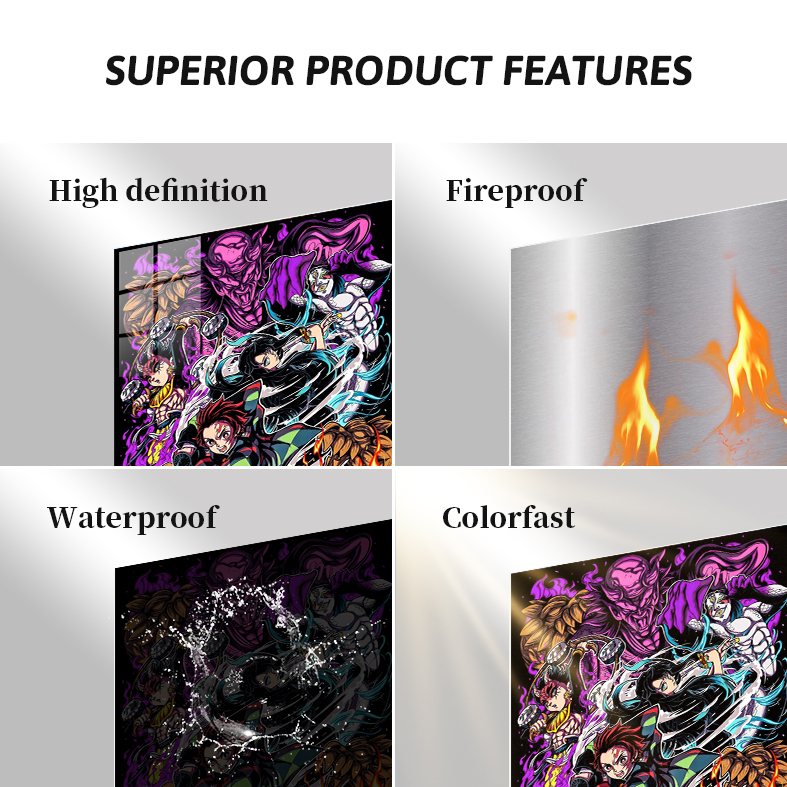 SUPERIOR PRODUCT FEATURES
High definition
Fireproof
Waterproof
Colorfast